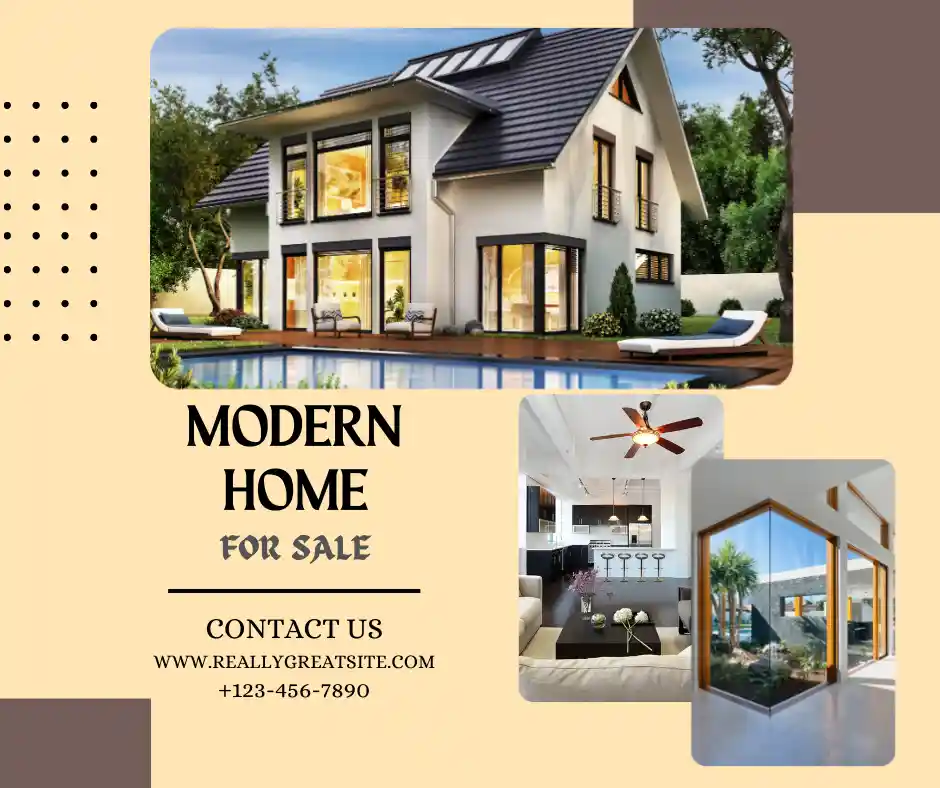 MODERN
HOME
FOR SALE
CONTACT US
WWW.REALLYGREATSITE.COM
+123-456-7890